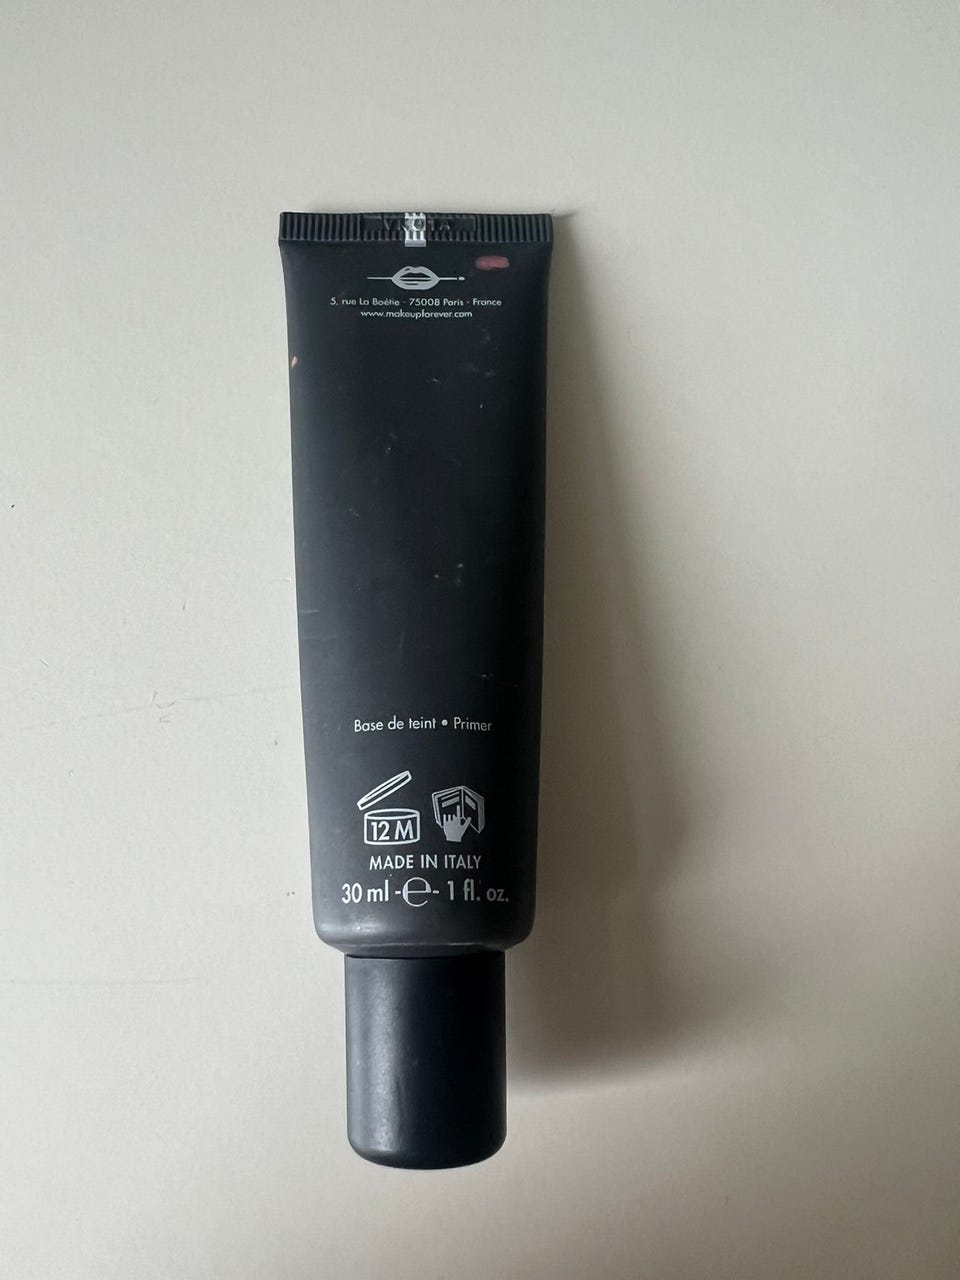 5, rue La Boétie - 75008 Paris - France
www.makeupforever.com
Base de teint • Primer
12 M
MADE IN ITALY
30 ml -e- 1 fl. oz.